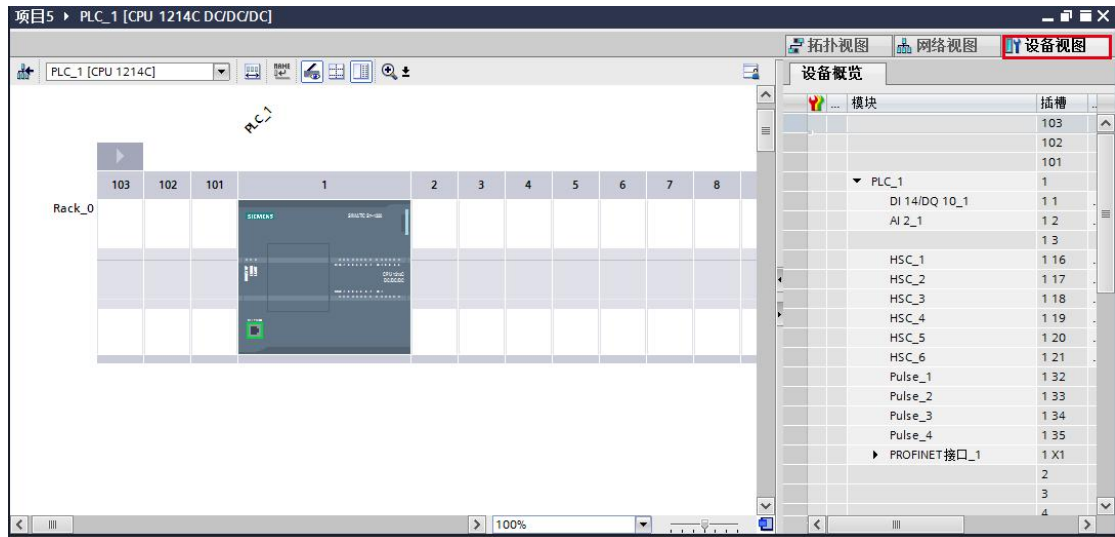 项目5 ▸ PLC_1 [CPU 1214C DC/DC/DC]
拓扑视图 网络视图 设备视图
PLC_1 [CPU 1214C]
设备概览
... 模块 插槽 ...
PLC_1
103 102 101 1 2 3 4 5 6 7 8
Rack_0
SIEMENS
CPU 1214C
DC/DC/DC
103
102
101
PLC_1 1
DI 14/DQ 10_1 1 1
AI 2_1 1 2
1 3
HSC_1 1 16
HSC_2 1 17
HSC_3 1 18
HSC_4 1 19
HSC_5 1 20
HSC_6 1 21
Pulse_1 1 32
Pulse_2 1 33
Pulse_3 1 34
Pulse_4 1 35
PROFINET接口_1 1 X1
2
3
4
100%